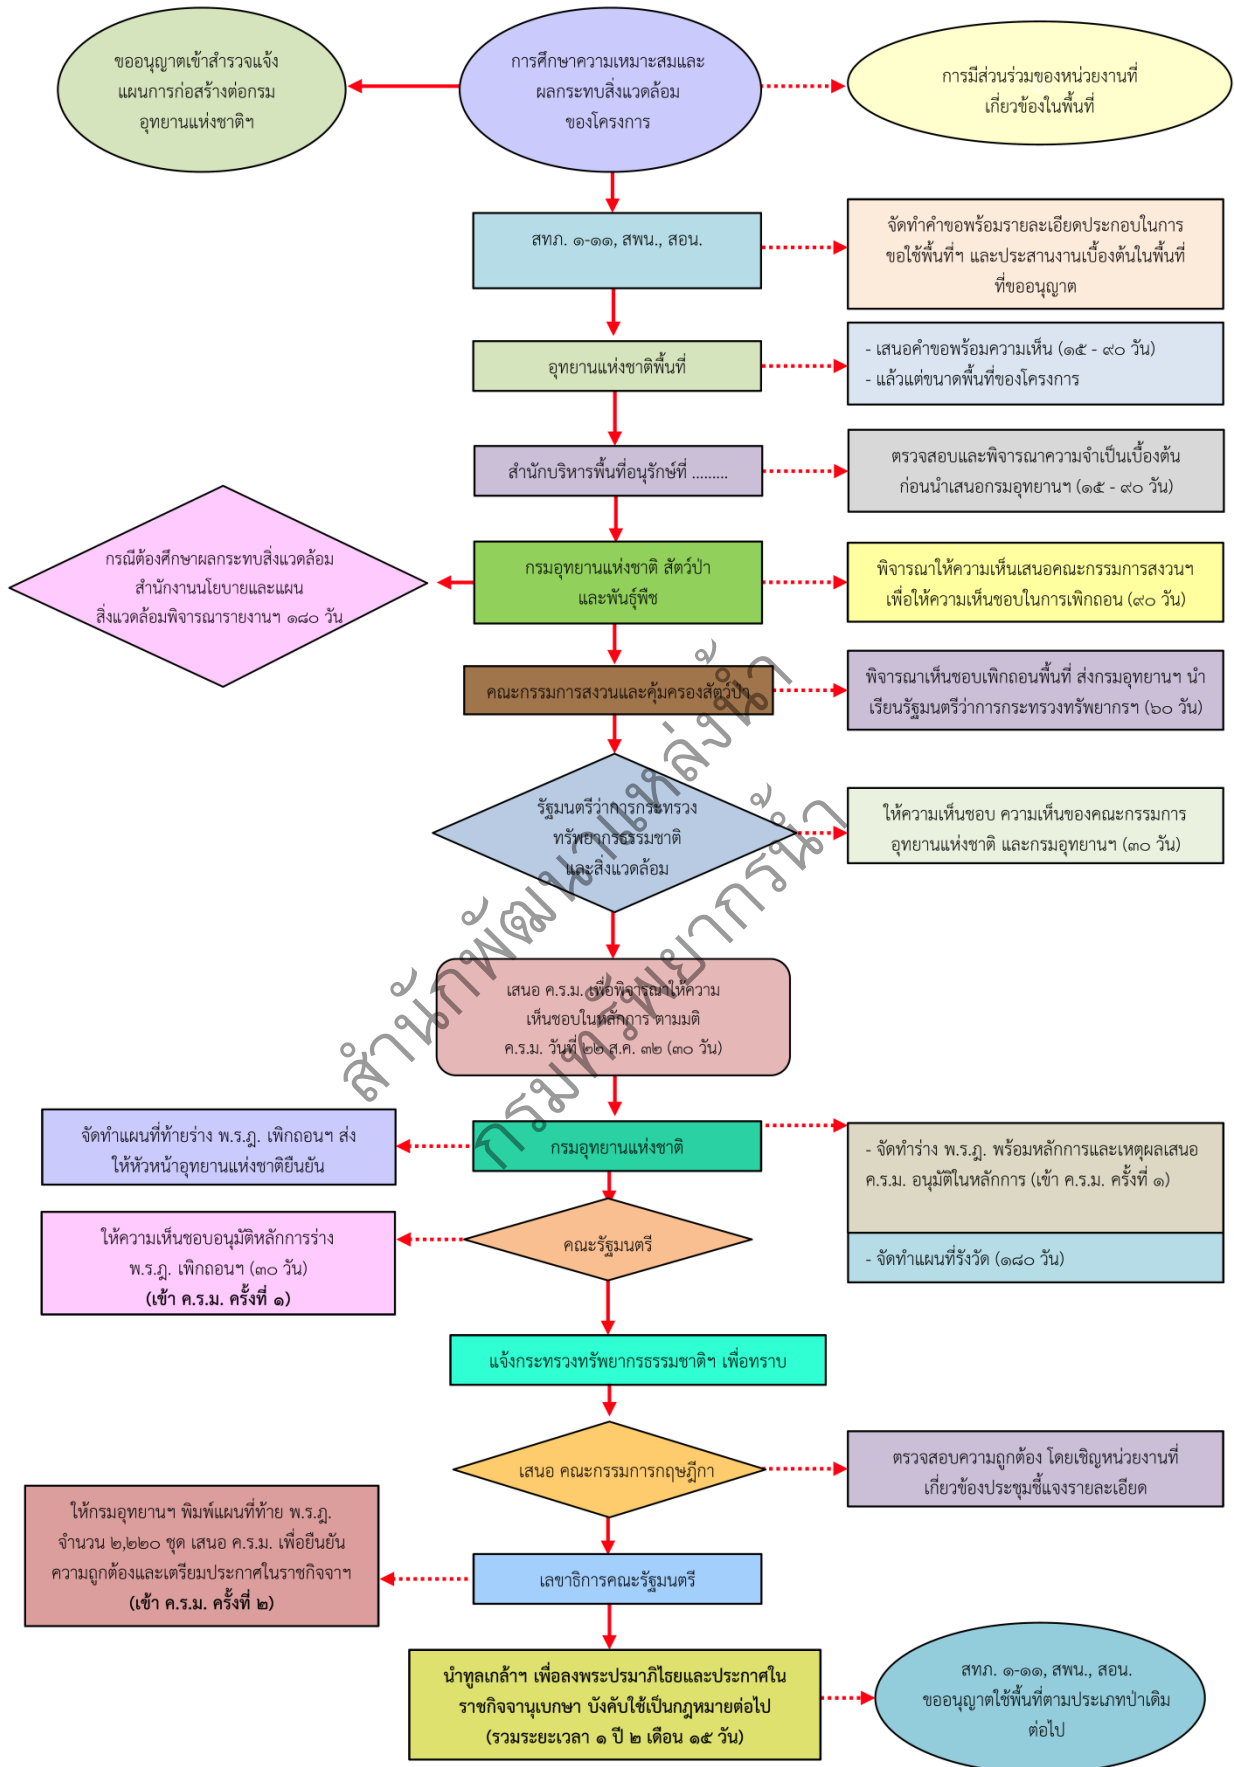 ขออนุญาตเข้าสำรวจแจ้ง
แผนการก่อสร้างต่อกรม
อุทยานแห่งชาติฯ
การศึกษาความเหมาะสมและ
ผลกระทบสิ่งแวดล้อม
ของโครงการ
การมีส่วนร่วมของหน่วยงานที่
เกี่ยวข้องในพื้นที่
สทภ. ๑-๑๑, สพน., สอน.
จัดทำคำขอพร้อมรายละเอียดประกอบในการ
ขอใช้พื้นที่ฯ และประสานงานเบื้องต้นในพื้นที่
ที่ขออนุญาต
อุทยานแห่งชาติพื้นที่
- เสนอคำขอพร้อมความเห็น (๑๕ - ๙๐ วัน)
- แล้วแต่ขนาดพื้นที่ของโครงการ
สำนักบริหารพื้นที่อนุรักษ์ที่ .........
ตรวจสอบและพิจารณาความจำเป็นเบื้องต้น
ก่อนนำเสนอกรมอุทยานฯ (๑๕ - ๙๐ วัน)
กรณีต้องศึกษาผลกระทบสิ่งแวดล้อม
สำนักงานนโยบายและแผน
สิ่งแวดล้อมพิจารณารายงานฯ ๑๘๐ วัน
กรมอุทยานแห่งชาติ สัตว์ป่า
และพันธุ์พืช
พิจารณาให้ความเห็นเสนอคณะกรรมการสงวนฯ
เพื่อให้ความเห็นชอบในการเพิกถอน (๙๐ วัน)
คณะกรรมการสงวนและคุ้มครองสัตว์ป่า
พิจารณาเห็นชอบเพิกถอนพื้นที่ ส่งกรมอุทยานฯ นำ
เรียนรัฐมนตรีว่าการกระทรวงทรัพยากรฯ (๖๐ วัน)
รัฐมนตรีว่าการกระทรวง
ทรัพยากรธรรมชาติ
และสิ่งแวดล้อม
ให้ความเห็นชอบ ความเห็นของคณะกรรมการ
อุทยานแห่งชาติ และกรมอุทยานฯ (๓๐ วัน)
เสนอ ค.ร.ม. เพื่อพิจารณาให้ความ
เห็นชอบในหลักการ ตามมติ
ค.ร.ม. วันที่ ๒๒ ส.ค. ๓๒ (๓๐ วัน)
สำนักพัฒนาแหล่งน้ำ
กรมทรัพยากรน้ำ
จัดทำแผนที่ท้ายร่าง พ.ร.ฎ. เพิกถอนฯ ส่ง
ให้หัวหน้าอุทยานแห่งชาติยืนยัน
กรมอุทยานแห่งชาติ
- จัดทำร่าง พ.ร.ฎ. พร้อมหลักการและเหตุผลเสนอ
ค.ร.ม. อนุมัติในหลักการ (เข้า ค.ร.ม. ครั้งที่ ๑)
- จัดทำแผนที่รังวัด (๑๘๐ วัน)
ให้ความเห็นชอบอนุมัติหลักการร่าง
พ.ร.ฎ. เพิกถอนฯ (๓๐ วัน)
(เข้า ค.ร.ม. ครั้งที่ ๑)
คณะรัฐมนตรี
แจ้งกระทรวงทรัพยากรธรรมชาติฯ เพื่อทราบ
เสนอ คณะกรรมการกฤษฎีกา
ตรวจสอบความถูกต้อง โดยเชิญหน่วยงานที่
เกี่ยวข้องประชุมชี้แจงรายละเอียด
ให้กรมอุทยานฯ พิมพ์แผนที่ท้าย พ.ร.ฎ.
จำนวน ๒,๒๒๐ ชุด เสนอ ค.ร.ม. เพื่อยืนยัน
ความถูกต้องและเตรียมประกาศในราชกิจจาฯ
(เข้า ค.ร.ม. ครั้งที่ ๒)
เลขาธิการคณะรัฐมนตรี
นำทูลเกล้าฯ เพื่อลงพระปรมาภิไธยและประกาศใน
ราชกิจจานุเบกษา บังคับใช้เป็นกฎหมายต่อไป
(รวมระยะเวลา ๑ ปี ๒ เดือน ๑๕ วัน)
สทภ. ๑-๑๑, สพน., สอน.
ขออนุญาตใช้พื้นที่ตามประเภทป่าเดิม
ต่อไป